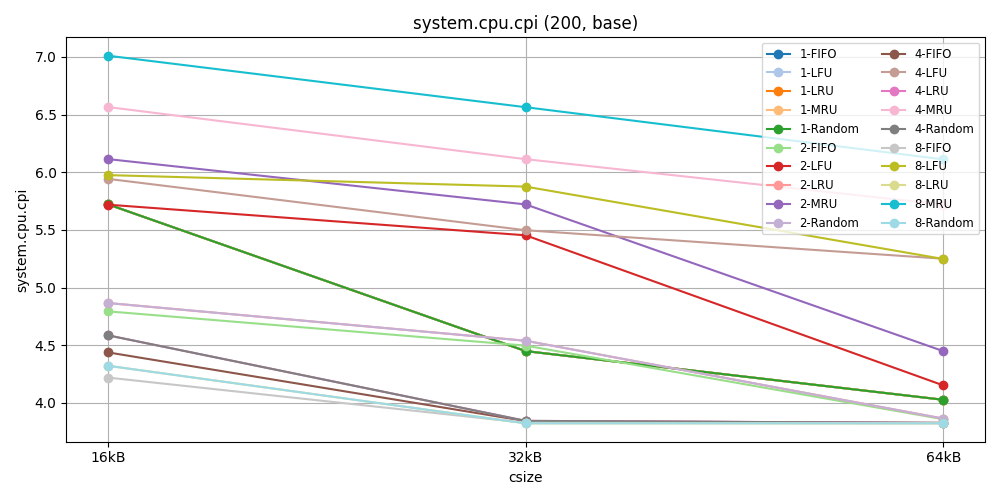 system.cpu.cpi (200, base)
system.cpu.cpi
7.0
6.5
6.0
5.5
5.0
4.5
4.0
16kB
32kB
64kB
csize
1-FIFO
1-LFU
1-LRU
1-MRU
1-Random
2-FIFO
2-LFU
2-LRU
2-MRU
2-Random
4-FIFO
4-LFU
4-LRU
4-MRU
4-Random
8-FIFO
8-LFU
8-LRU
8-MRU
8-Random